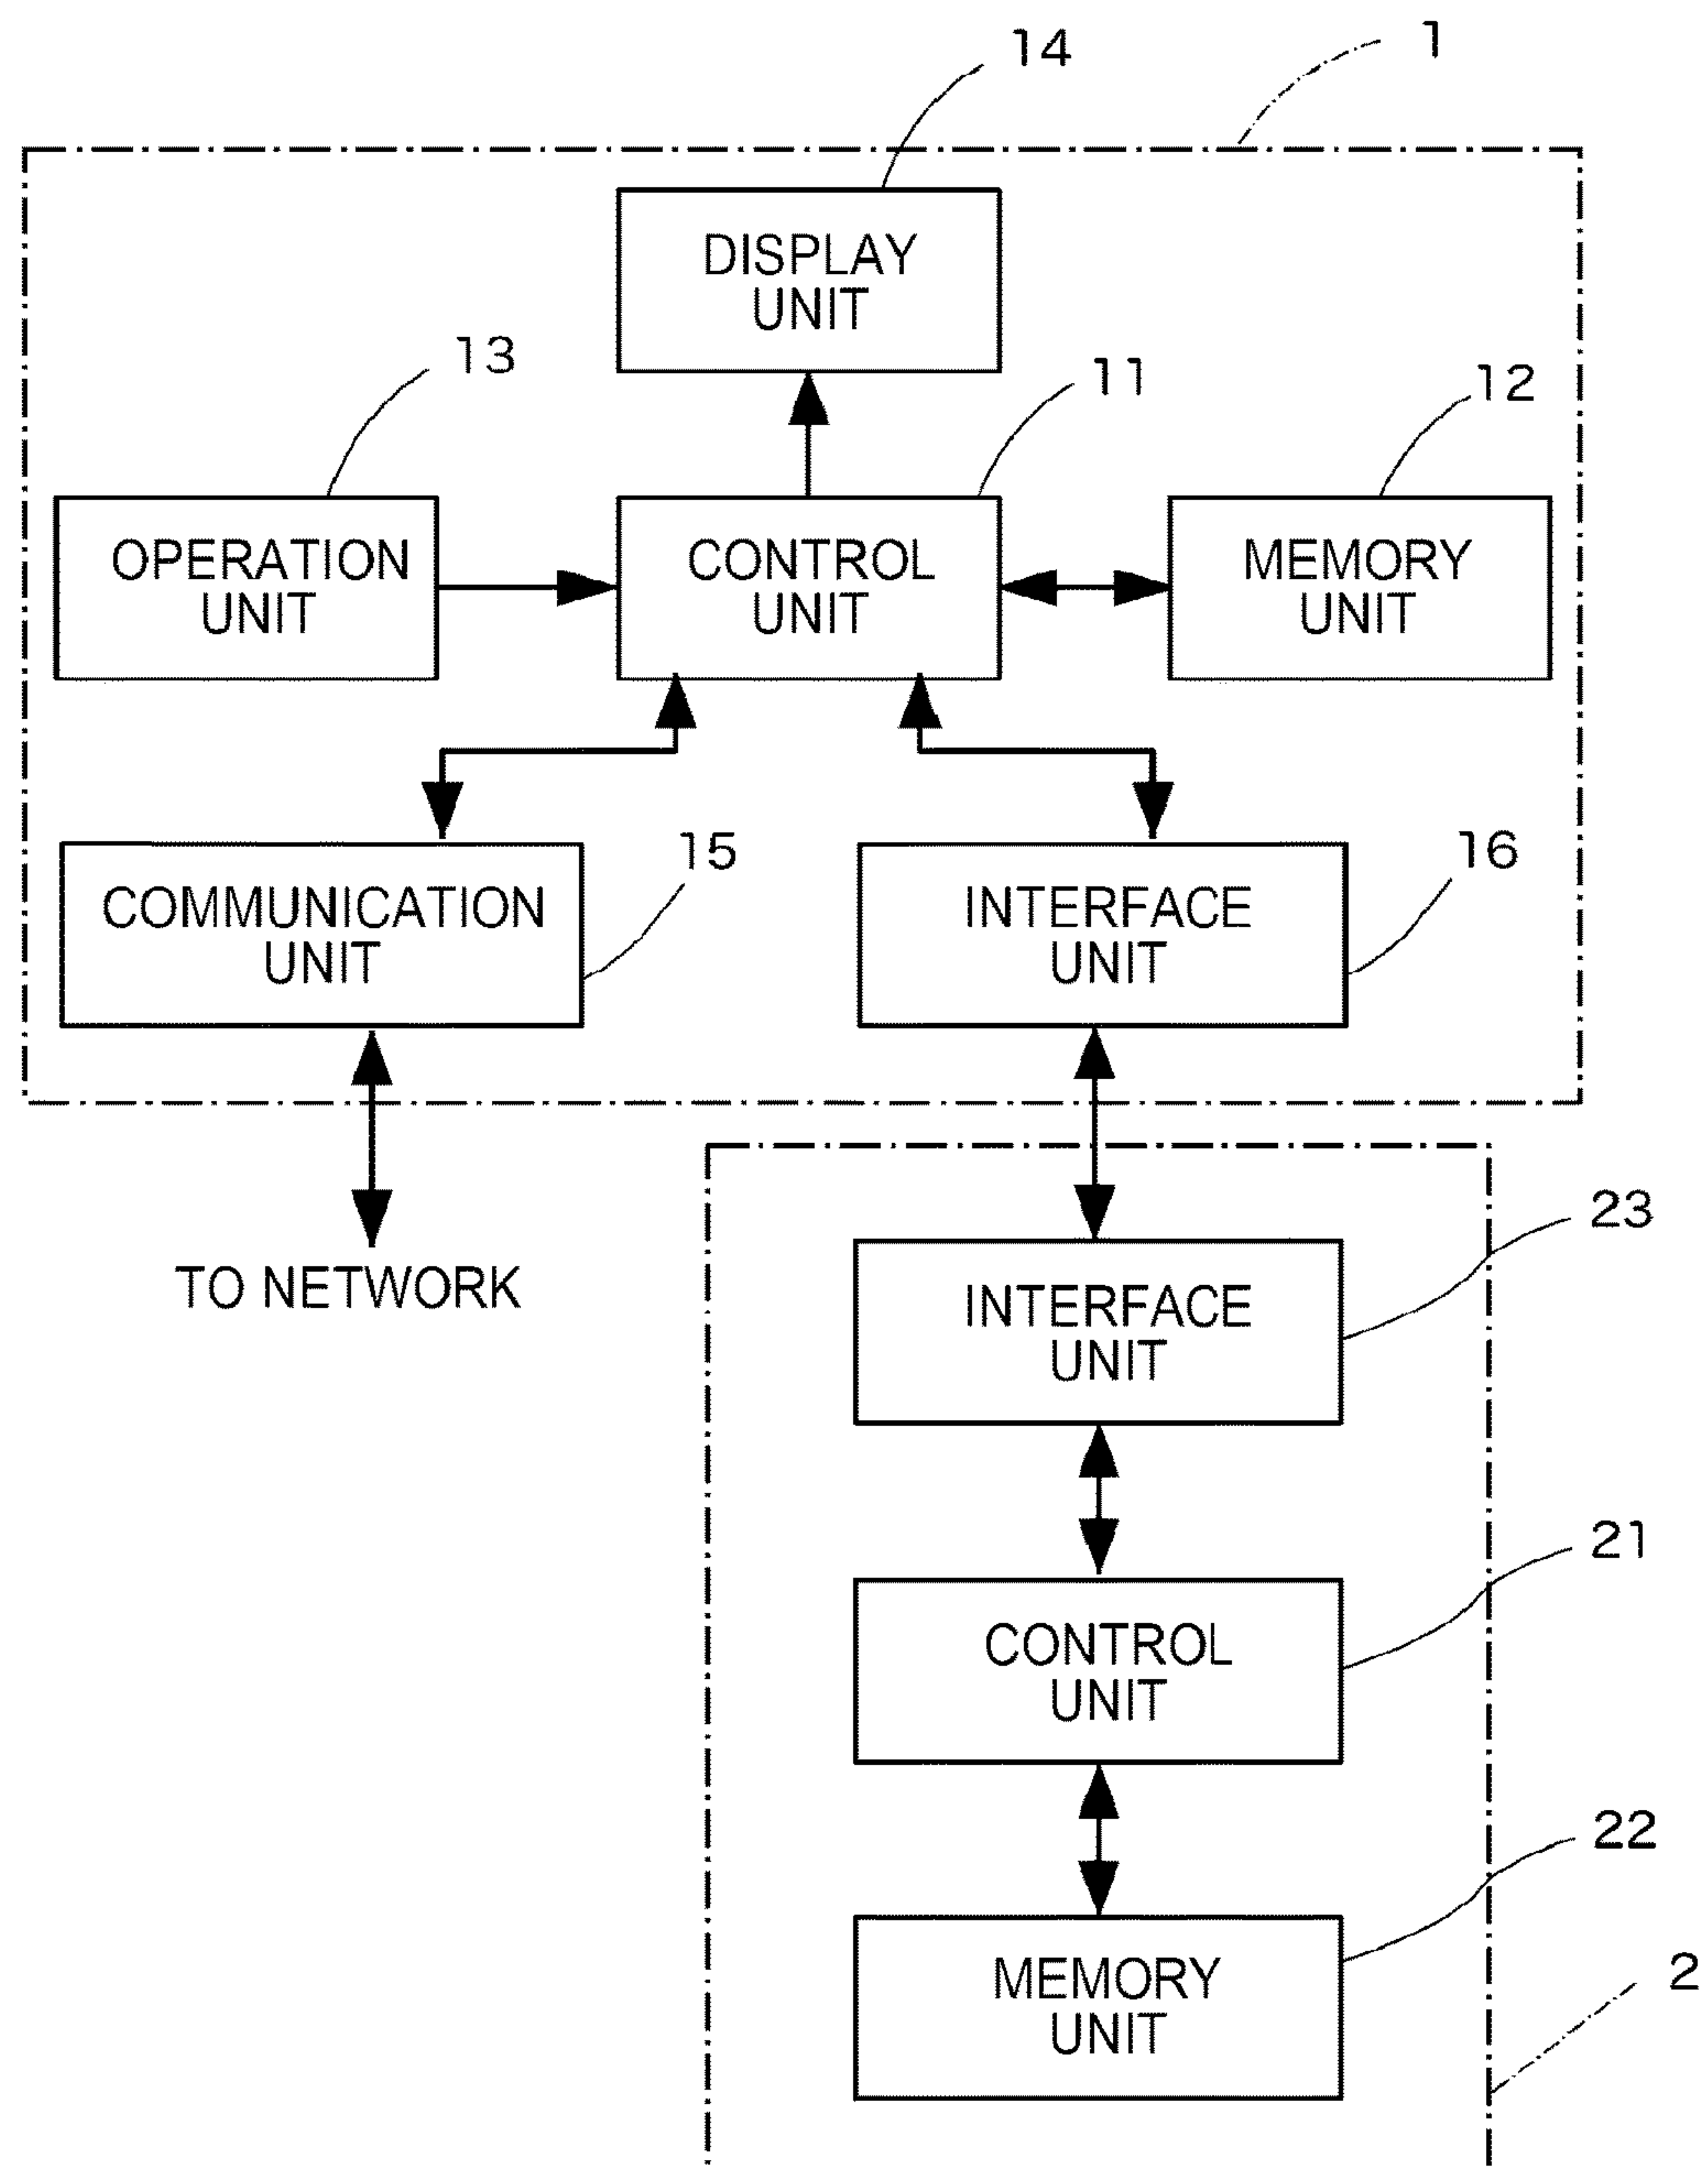 1
14
DISPLAY
UNIT
13
11
12
OPERATION
UNIT
CONTROL
UNIT
MEMORY
UNIT
15
16
COMMUNICATION
UNIT
INTERFACE
UNIT
23
TO NETWORK
INTERFACE
UNIT
21
CONTROL
UNIT
22
2
MEMORY
UNIT